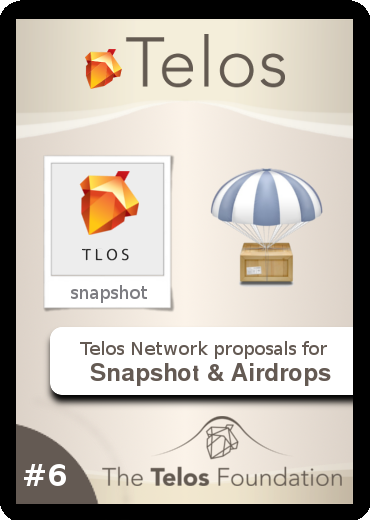 Telos
TLOS
snapshot
Telos Network proposals for
Snapshot & Airdrops
#6
The Telos Foundation